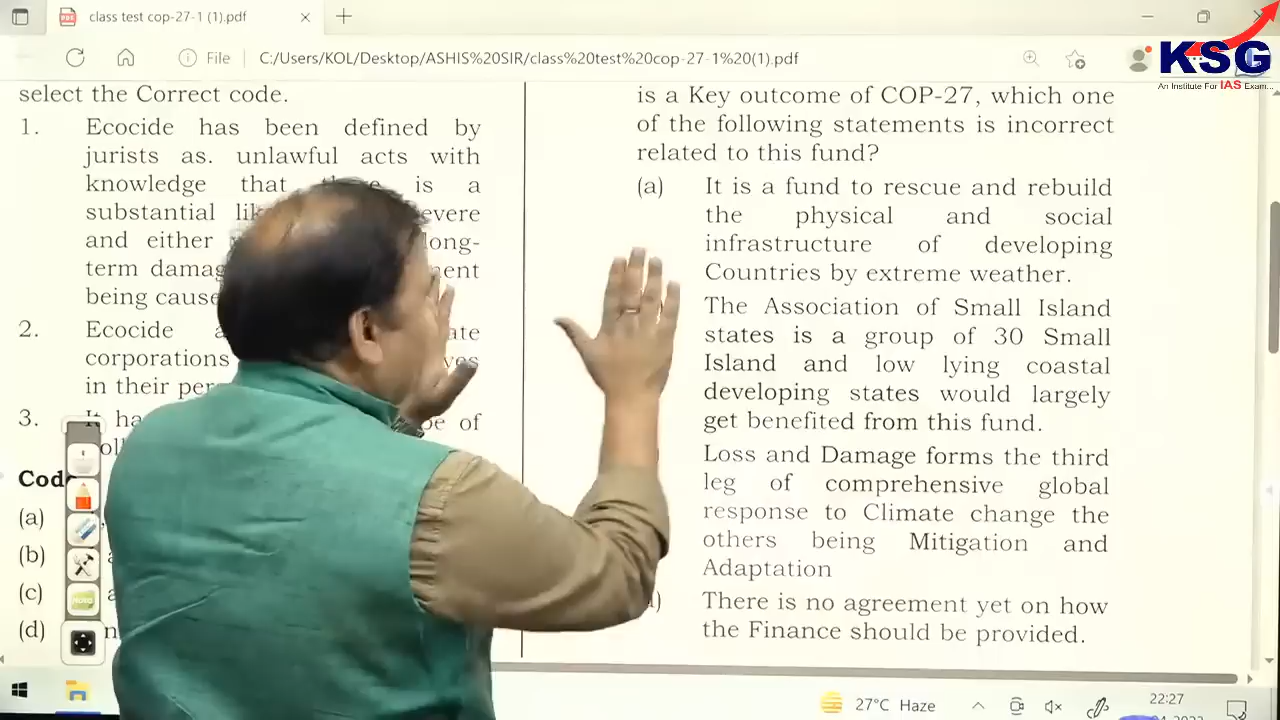 class test cop-27-1 (1).pdf
File
C:/Users/KOL/Desktop/ASHIS%20SIR/class%20test%20cop-27-1%20(1).pdf
KSG
An Institute For IAS Exam...
select the Correct code.
1. Ecocide has been defined by
jurists as. unlawful acts with
knowledge that there is a
substantial
and either long-
term
being
2. Ecocide
corporations
in their
3. It of
(a)
(b)
(c)
(d)
is a Key outcome of COP-27, which one
of the following statements is incorrect
related to this fund?
(a) It is a fund to rescue and rebuild
the physical and social
infrastructure of developing
Countries by extreme weather.
The Association of Small Island
states is a group of 30 Small
Island and low lying coastal
developing states would largely
get benefited from this fund.
Loss and Damage forms the third
leg of comprehensive global
response to Climate change the
others being Mitigation and
Adaptation
There is no agreement yet on how
the Finance should be provided.
27°C Haze
22:27